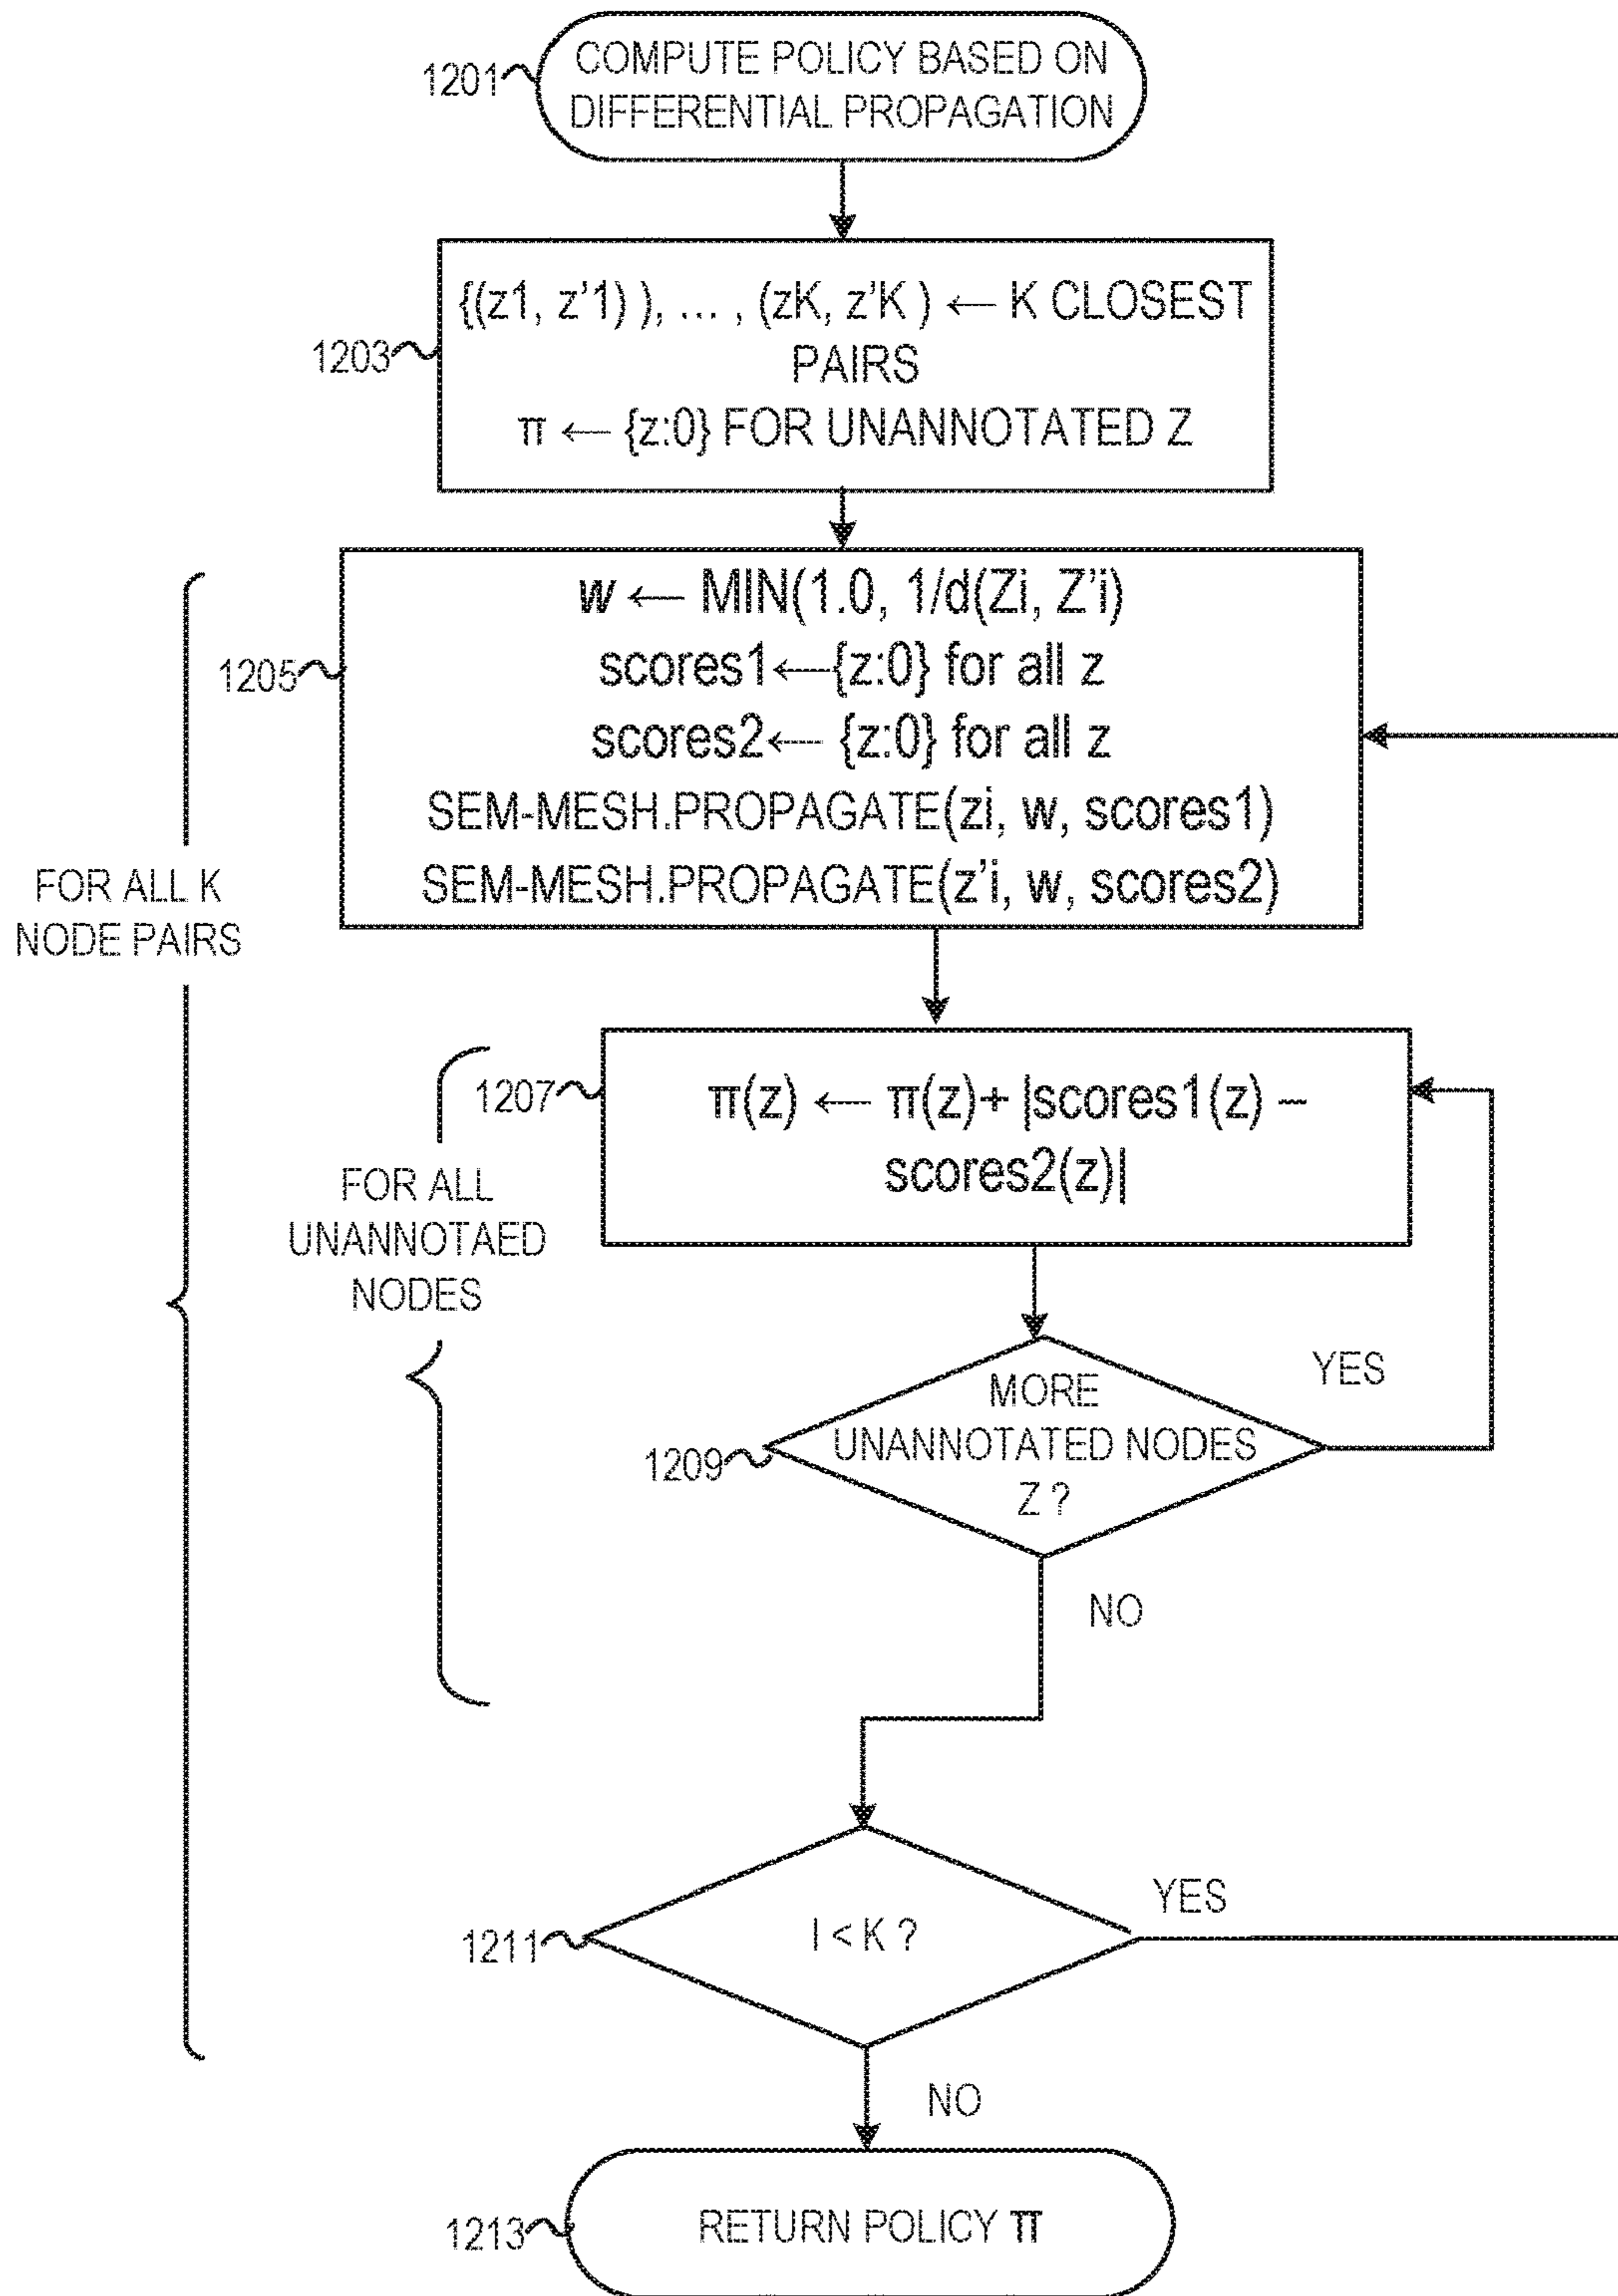 1201
COMPUTE POLICY BASED ON
DIFFERENTIAL PROPAGATION
1203
{((z1, z'1) ), ... , (zK, z'K ) ← K CLOSEST
PAIRS
π ← {z:0} FOR UNANNOTATED Z
1205
w ← MIN(1.0, 1/d(Zi, Z'i)
scores1←{z:0} for all z
scores2← {z:0} for all z
SEM-MESH.PROPAGATE(zi, w, scores1)
SEM-MESH.PROPAGATE(z'i, w, scores2)
FOR ALL K
NODE PAIRS
1207
π(z) ← π(z)+ |scores1(z) –
scores2(z)|
FOR ALL
UNANNOTAED
NODES
1209
MORE
UNANNOTATED NODES
Z ?
YES
NO
1211
I < K ?
YES
NO
1213
RETURN POLICY π